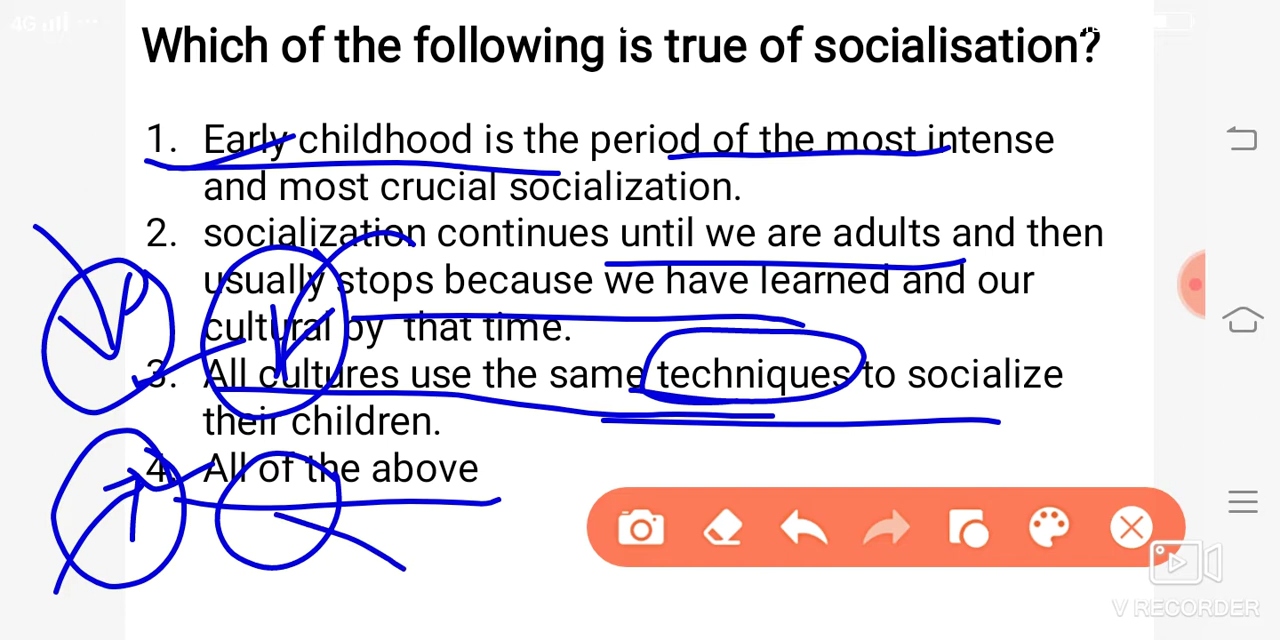 4G
Which of the following is true of socialisation?
1. Early childhood is the period of the most intense
and most crucial socialization.
2. socialization continues until we are adults and then
usually stops because we have learned and our
cultural by that time.
3. All cultures use the same techniques to socialize
their children.
4. All of the above
V RECORDER